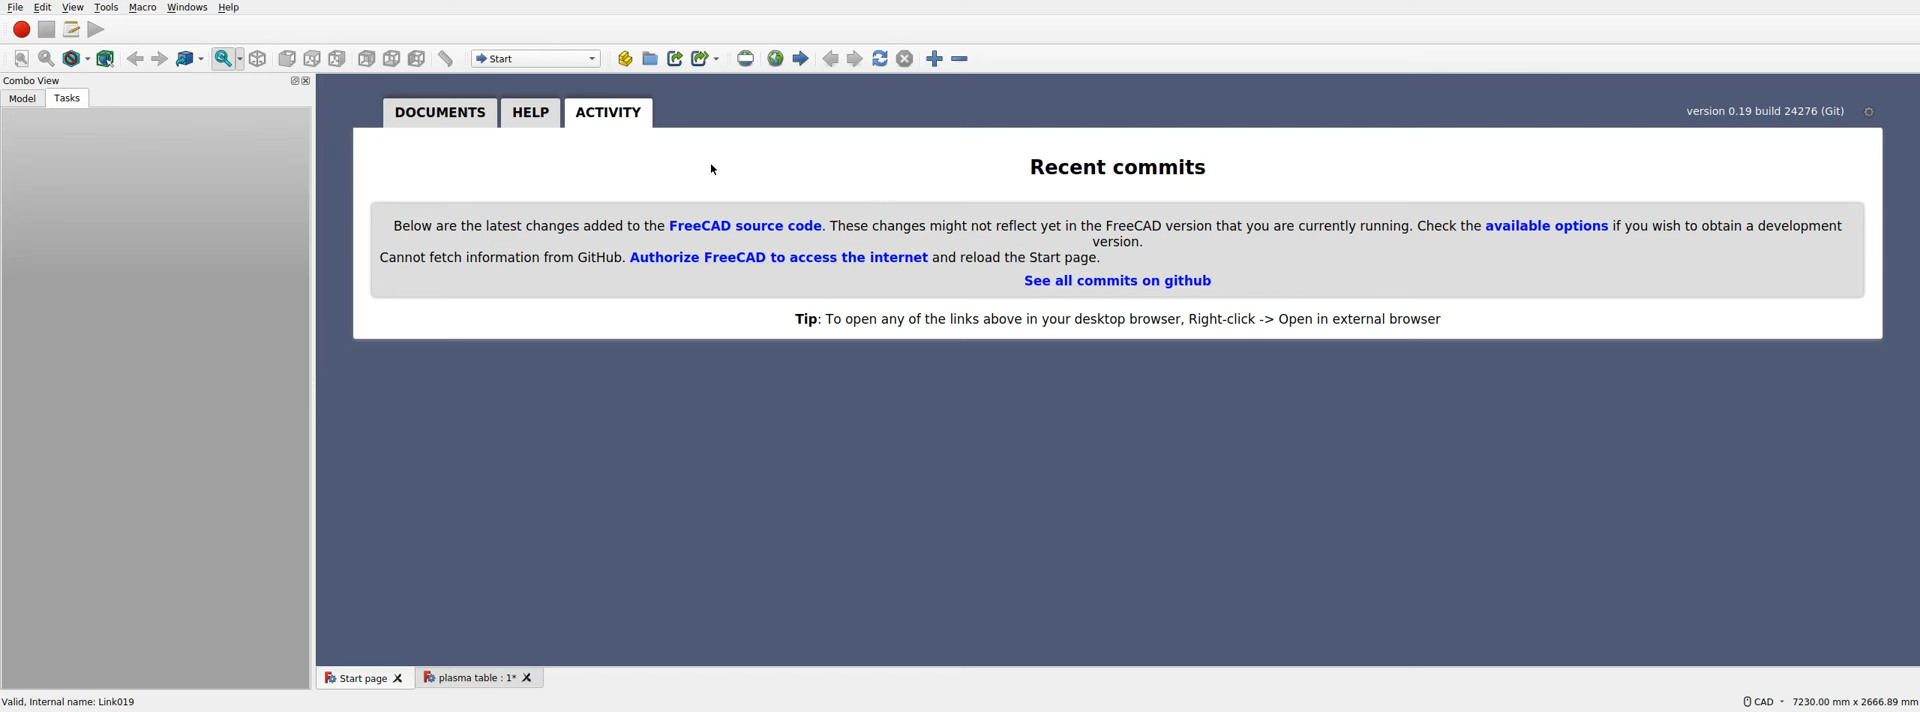 File Edit View Tools Macro Windows Help
Start
Combo View
Model Tasks
DOCUMENTS HELP ACTIVITY
version 0.19 build 24276 (Git)
Recent commits
Below are the latest changes added to the FreeCAD source code. These changes might not reflect yet in the FreeCAD version that you are currently running. Check the available options if you wish to obtain a development
version.
Cannot fetch information from GitHub. Authorize FreeCAD to access the internet and reload the Start page.
See all commits on github
Tip: To open any of the links above in your desktop browser, Right-click -> Open in external browser
Start page
plasma table : 1*
Valid, Internal name: Link019
CAD
7230.00 mm x 2666.89 mm